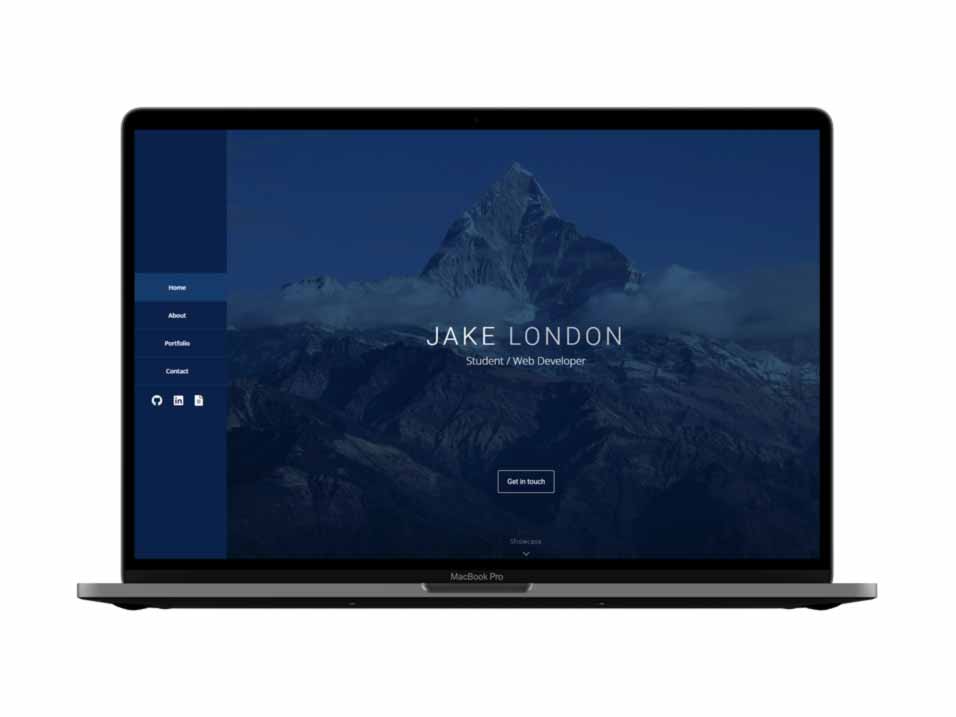 Home
About
Portfolio
Contact
JAKE LONDON
Student / Web Developer
Get in touch
Showcase
MacBook Pro